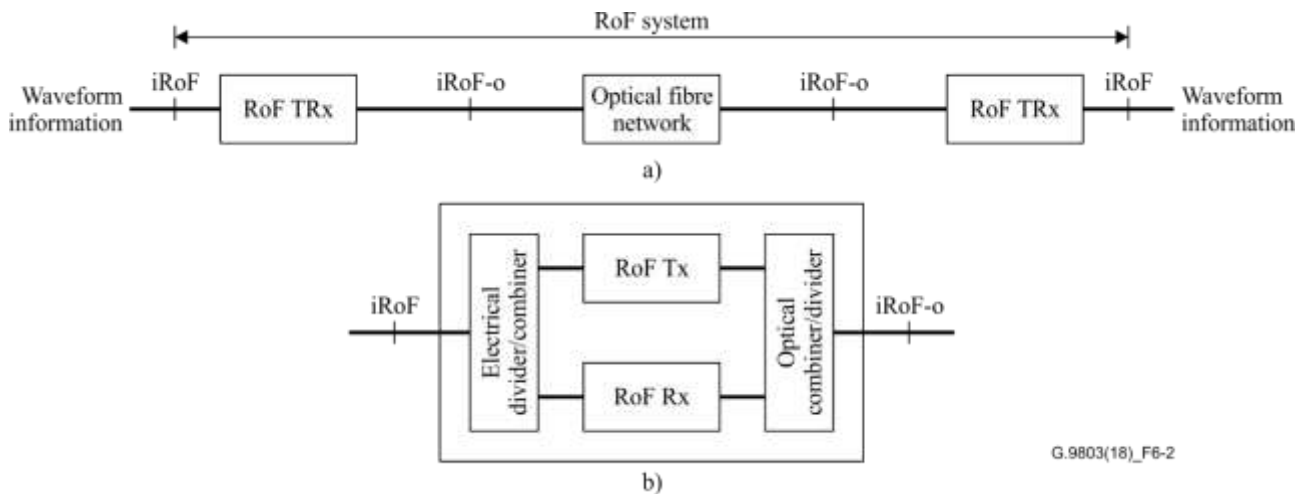 RoF system
iRoF
iRoF-o
iRoF-o
iRoF
Waveform
information
RoF TRx
Optical fibre
network
RoF TRx
Waveform
information
a)
Electrical
divider/combiner
RoF Tx
Optical
combiner/divider
iRoF
iRoF-o
RoF Rx
G.9803(18)_F6-2
b)